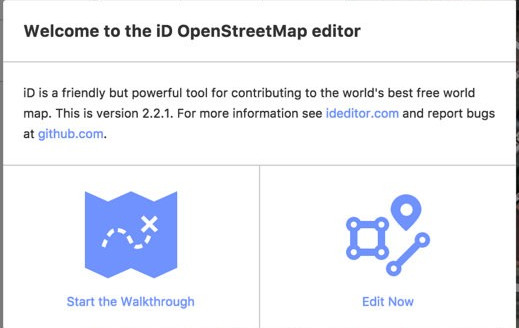 Welcome to the iD OpenStreetMap editor
iD is a friendly but powerful tool for contributing to the world's best free world
map. This is version 2.2.1. For more information see ideditor.com and report bugs
at github.com.
Start the Walkthrough
Edit Now